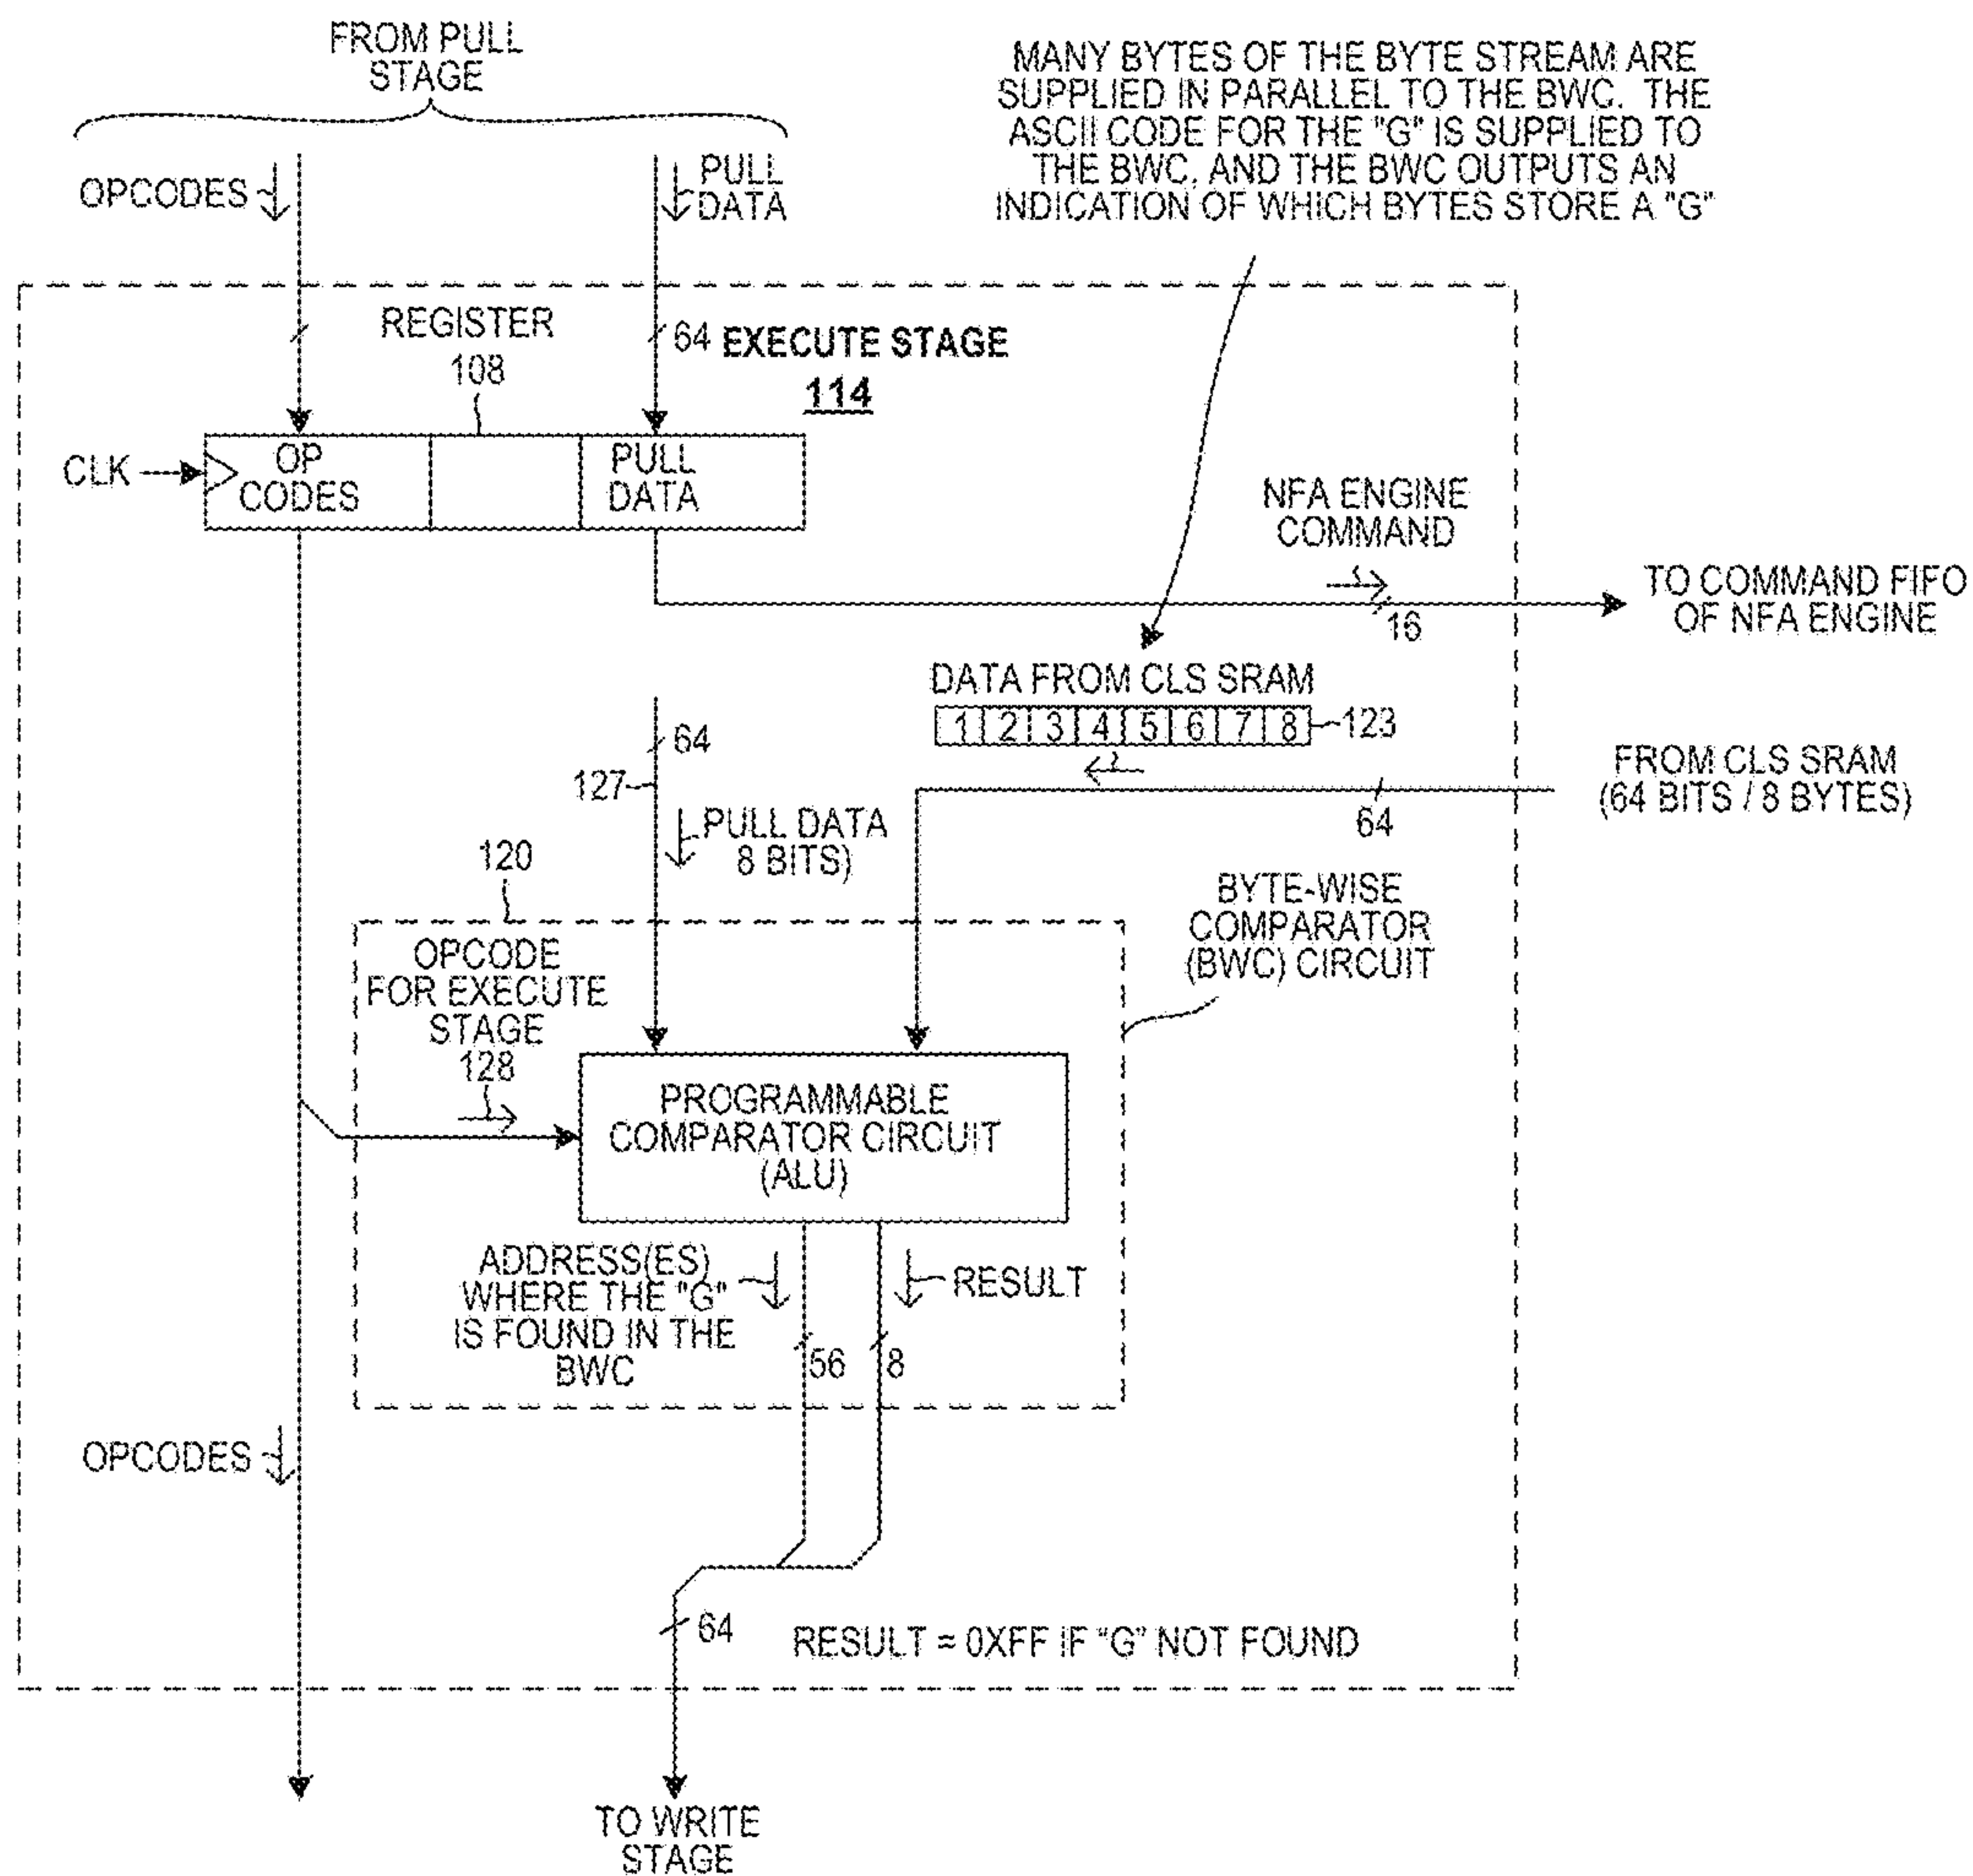 FROM PULL
STAGE
MANY BYTES OF THE BYTE STREAM ARE
SUPPLIED IN PARALLEL TO THE BWC. THE
ASCII CODE FOR THE "G" IS SUPPLIED TO
THE BWC, AND THE BWC OUTPUTS AN
INDICATION OF WHICH BYTES STORE A "G"
OPCODES
PULL
DATA
REGISTER
108
64
EXECUTE STAGE
114
CLK
OP
CODES
PULL
DATA
NFA ENGINE
COMMAND
16
TO COMMAND FIFO
OF NFA ENGINE
DATA FROM CLS SRAM
1 2 3 4 5 6 7 8
123
64
127
PULL DATA
8 BITS)
64
FROM CLS SRAM
(64 BITS / 8 BYTES)
120
BYTE-WISE
COMPARATOR
(BWC) CIRCUIT
OPCODE
FOR EXECUTE
STAGE
128
PROGRAMMABLE
COMPARATOR CIRCUIT
(ALU)
ADDRESS(ES)
WHERE THE "G"
IS FOUND IN THE
BWC
56
8
RESULT
OPCODES
64
RESULT = 0XFF IF "G" NOT FOUND
TO WRITE
STAGE